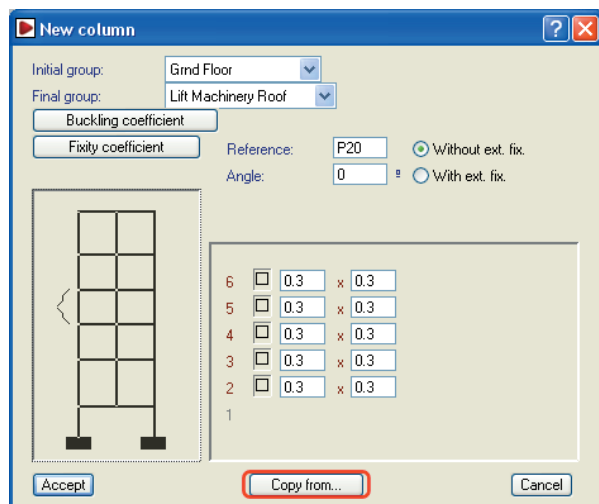 New column
Initial group: Grnd Floor
Final group: Lift Machinery Roof
Buckling coefficient
Fixity coefficient
Reference: P20 Without ext. fix.
Angle: 0 º With ext. fix.
6 0.3 x 0.3
5 0.3 x 0.3
4 0.3 x 0.3
3 0.3 x 0.3
2 0.3 x 0.3
1
Accept Copy from... Cancel